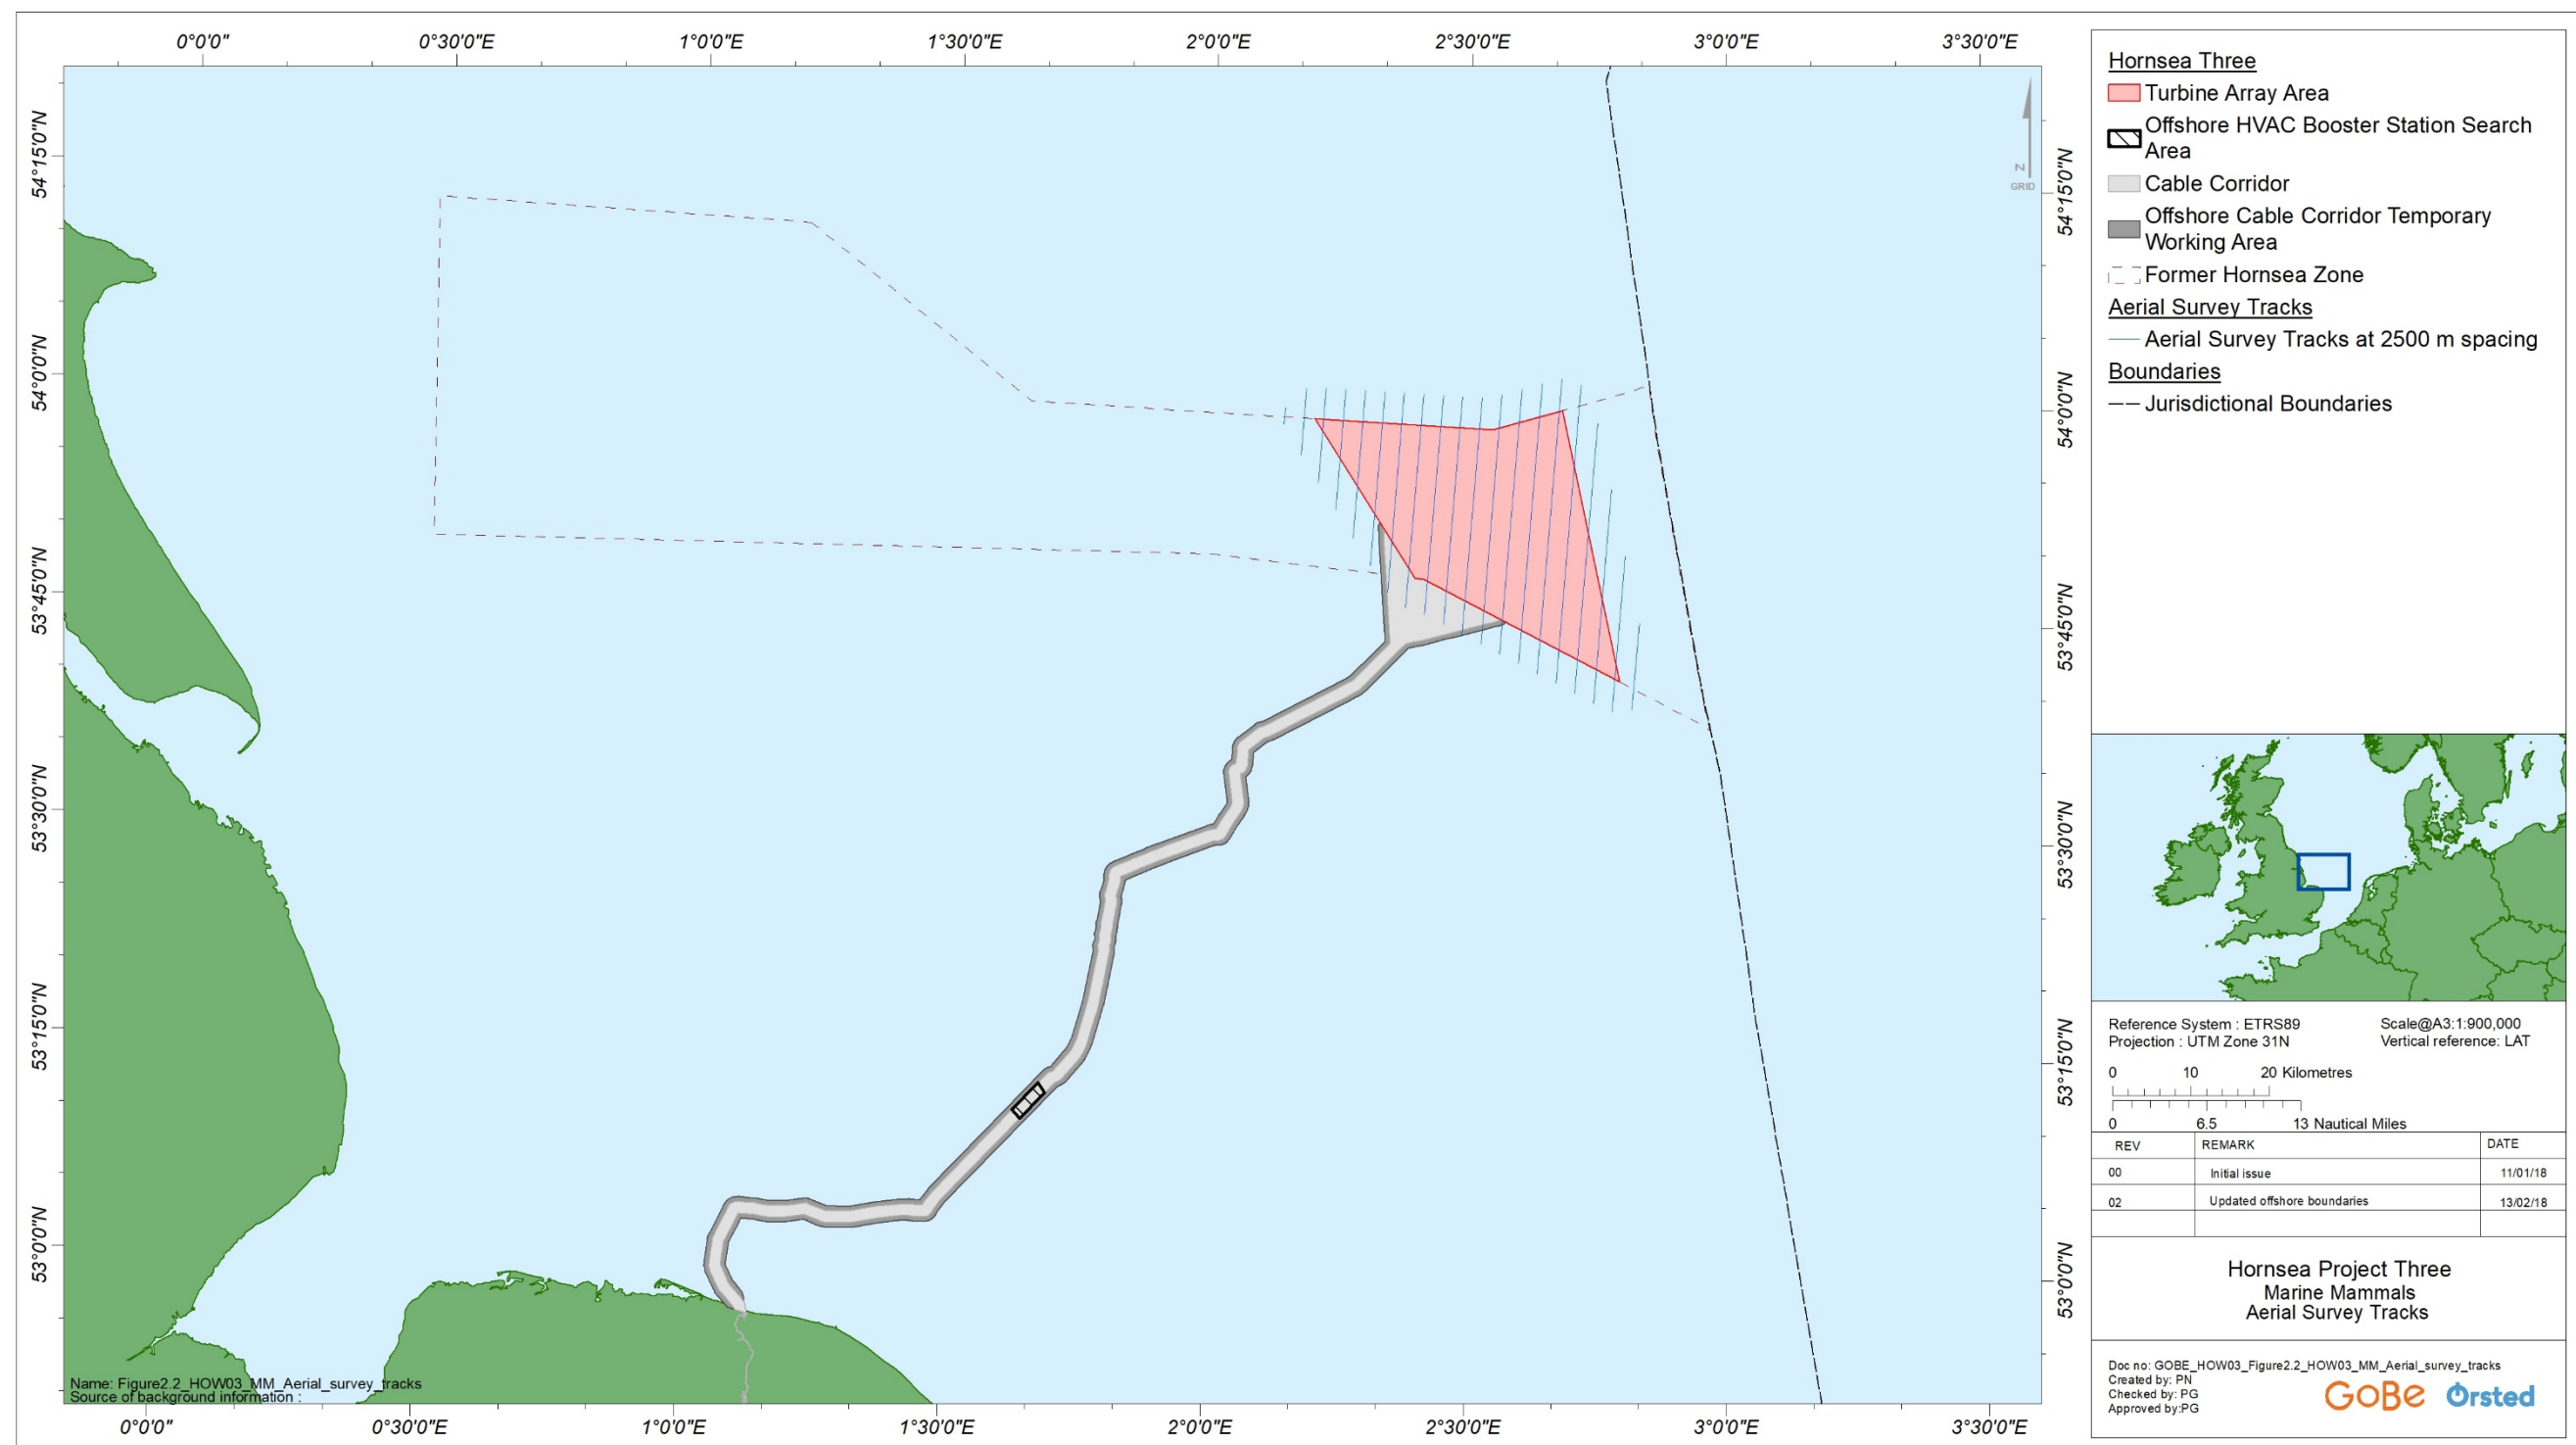 0°0'0" 0°30'0"E 1°0'0"E 1°30'0"E 2°0'0"E 2°30'0"E 3°0'0"E 3°30'0"E
54°15'0"N
54°0'0"N
53°45'0"N
53°30'0"N
53°15'0"N
53°0'0"N
N
GRID
54°15'0"N
54°0'0"N
53°45'0"N
53°30'0"N
53°15'0"N
53°0'0"N
Name: Figure2.2_HOW03_MM_Aerial_survey_tracks
Source of background information :
0°0'0" 0°30'0"E 1°0'0"E 1°30'0"E 2°0'0"E 2°30'0"E 3°0'0"E 3°30'0"E
Hornsea Three
Turbine Array Area
Offshore HVAC Booster Station Search
Area
Cable Corridor
Offshore Cable Corridor Temporary
Working Area
Former Hornsea Zone
Aerial Survey Tracks
Aerial Survey Tracks at 2500 m spacing
Boundaries
Jurisdictional Boundaries
Reference System : ETRS89 Scale@A3:1:900,000
Projection : UTM Zone 31N Vertical reference: LAT
0 10 20 Kilometres
0 6.5 13 Nautical Miles
REV REMARK DATE
00 Initial issue 11/01/18
02 Updated offshore boundaries 13/02/18
Hornsea Project Three
Marine Mammals
Aerial Survey Tracks
Doc no: GOBE_HOW03_Figure2.2_HOW03_MM_Aerial_survey_tracks
Created by: PN
Checked by: PG
Approved by:PG
GoBe Ørsted